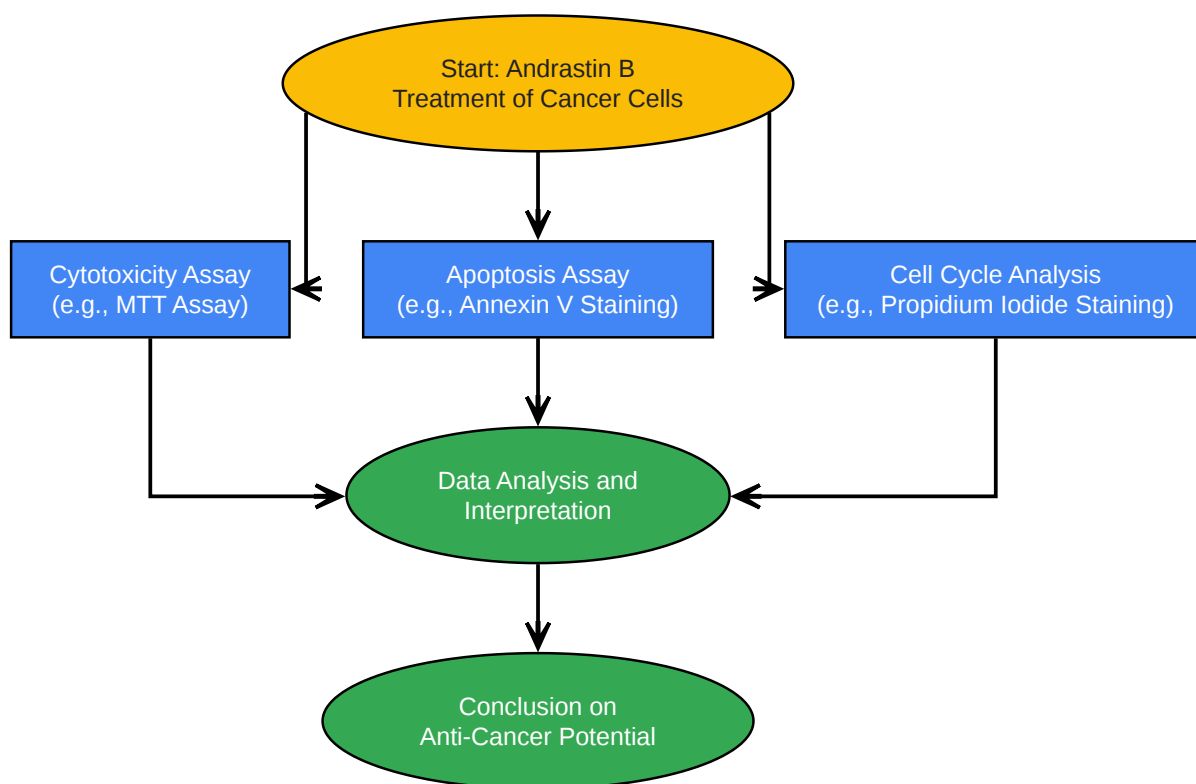 Start: Andrastin B
Treatment of Cancer Cells
Cytotoxicity Assay
(e.g., MTT Assay)
Apoptosis Assay
(e.g., Annexin V Staining)
Cell Cycle Analysis
(e.g., Propidium Iodide Staining)
Data Analysis and
Interpretation
Conclusion on
Anti-Cancer Potential